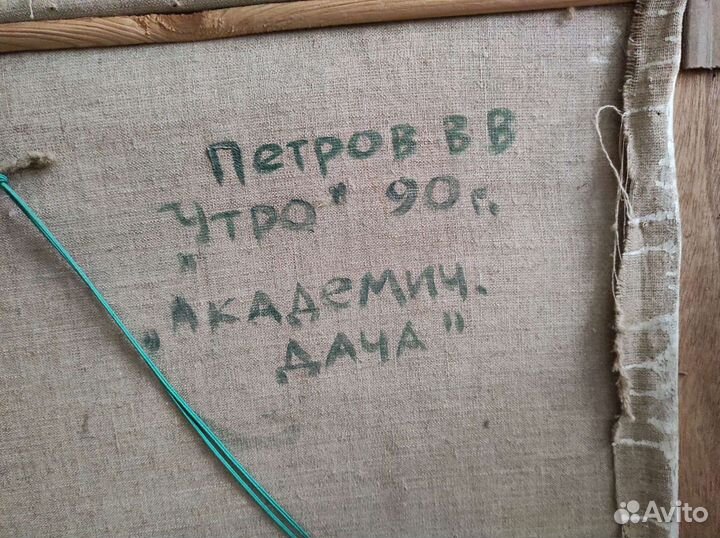 Петров В В
"Утро" 90 г.
„Академич.
дача"
Avito